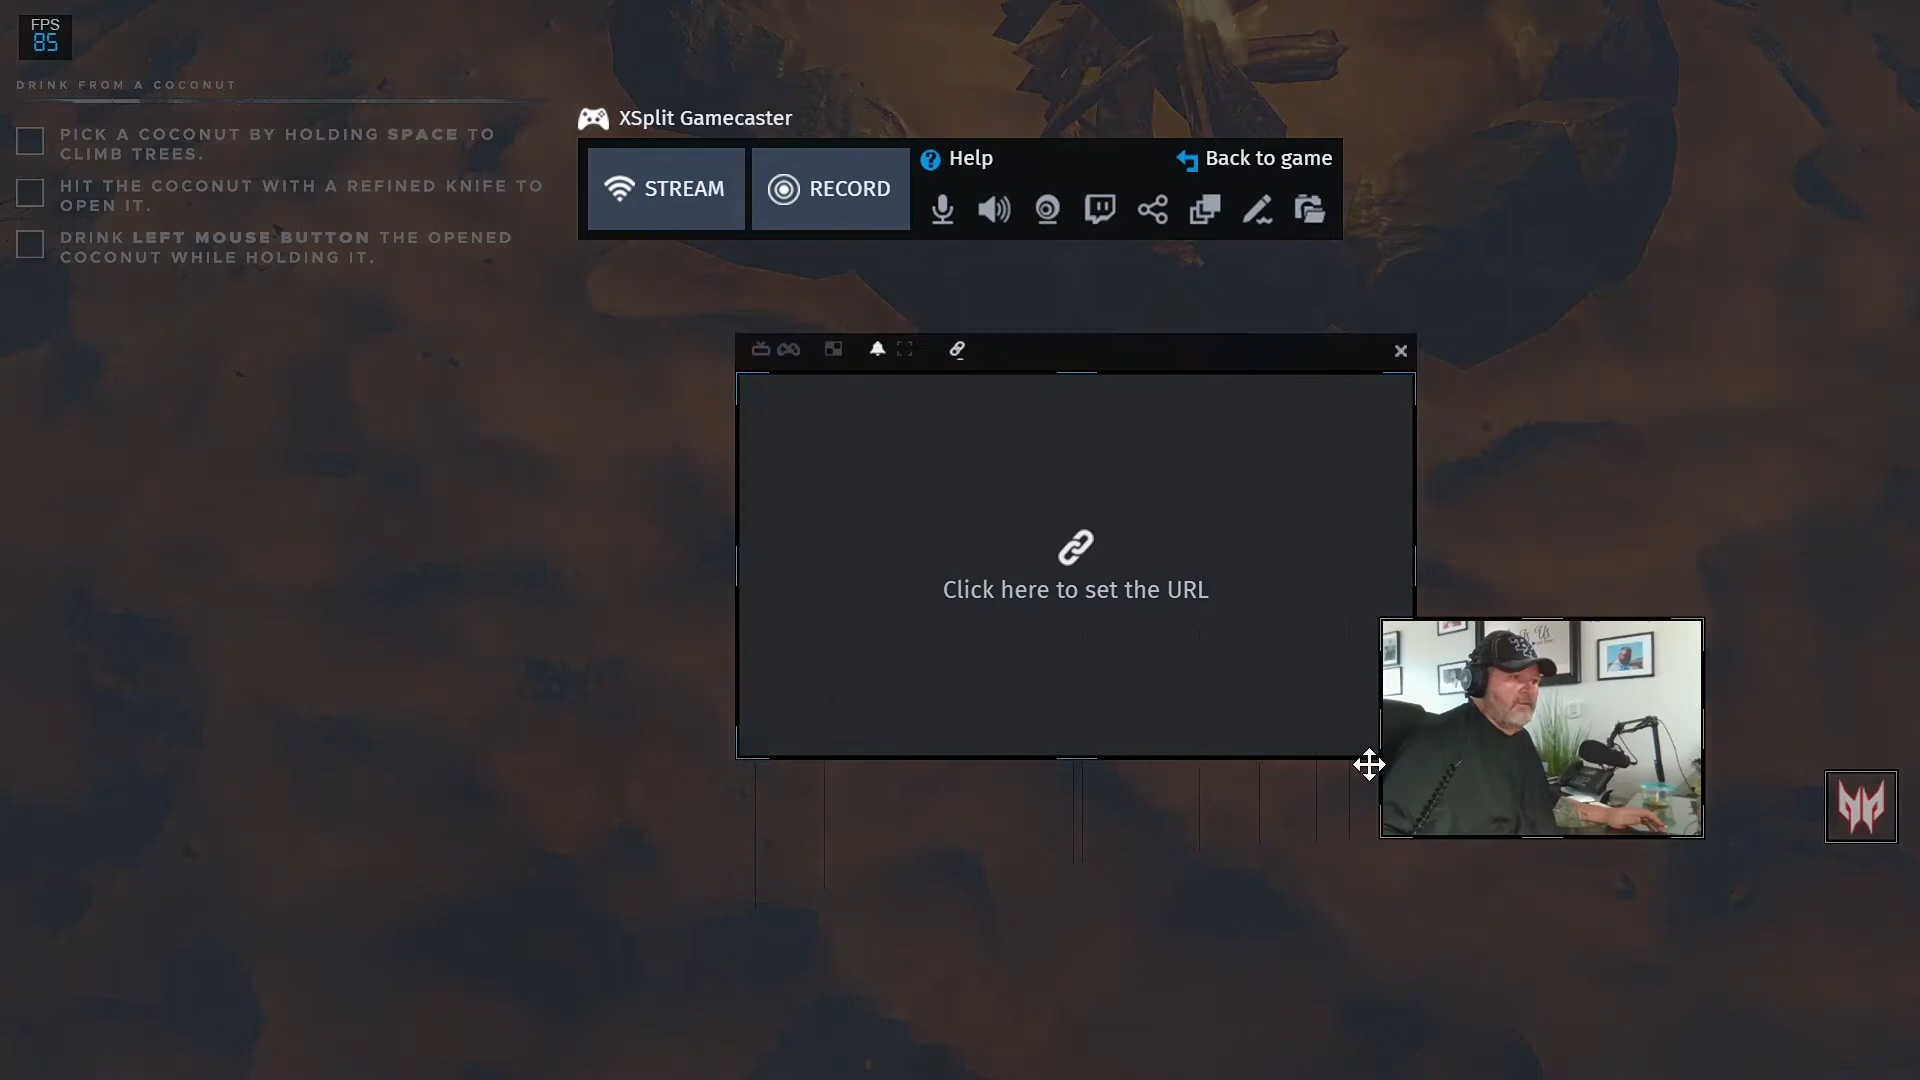 FPS
85
DRINK FROM A COCONUT
PICK A COCONUT BY HOLDING SPACE TO
CLIMB TREES.
HIT THE COCONUT WITH A REFINED KNIFE TO
OPEN IT.
DRINK LEFT MOUSE BUTTON THE OPENED
COCONUT WHILE HOLDING IT.
XSplit Gamecaster
STREAM
RECORD
Help
Back to game
Click here to set the URL